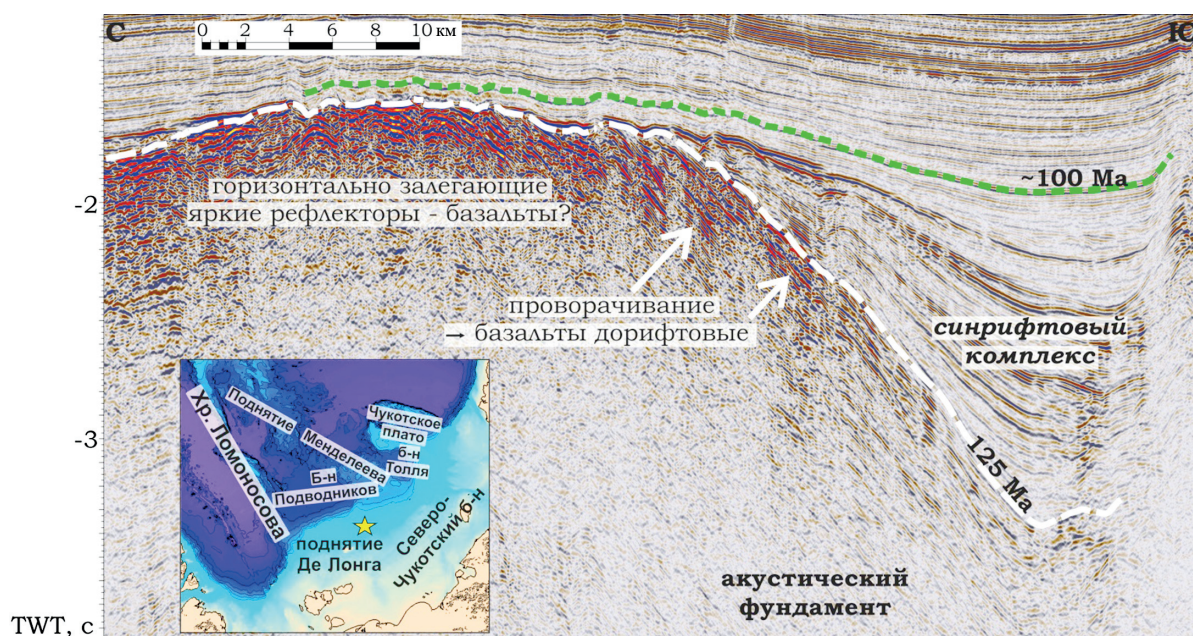 С
0 2 4 6 8 10 км
Ю
~100 Ma
горизонтально залегающие
яркие рефлекторы - базальты?
-2
проворачивание
→ базальты дорифтовые
синрифтовый
комплекс
-3
125 Ma
акустический
фундамент
TWT, с
Хр. Ломоносова
Поднятие
Менделеева
Чукотское
плато
б-н
Толля
Б-н
Подводников
поднятие
Де Лонга
Северо-
Чукотский б-н